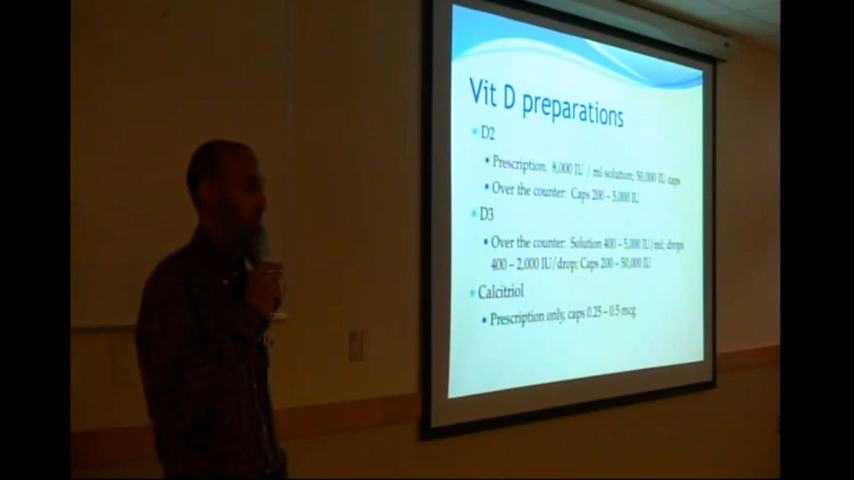 Vit D preparations
D2
Prescription: 8,000 IU / ml solution; 50,000 IU caps
Over the counter: Caps 200 – 5,000 IU
D3
Over the counter: Solution 400 – 5,000 IU/ml; drops
400 – 2,000 IU/drop; Caps 200 – 50,000 IU
Calcitriol
Prescription only, caps 0.25 – 0.5 mcg